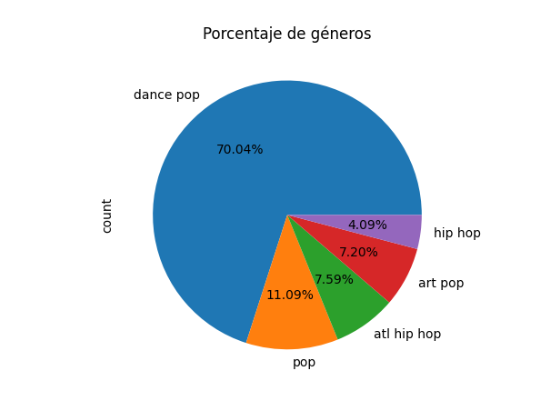 Porcentaje de géneros
dance pop
70.04%
count
4.09%
hip hop
7.20%
art pop
7.59%
11.09%
atl hip hop
pop